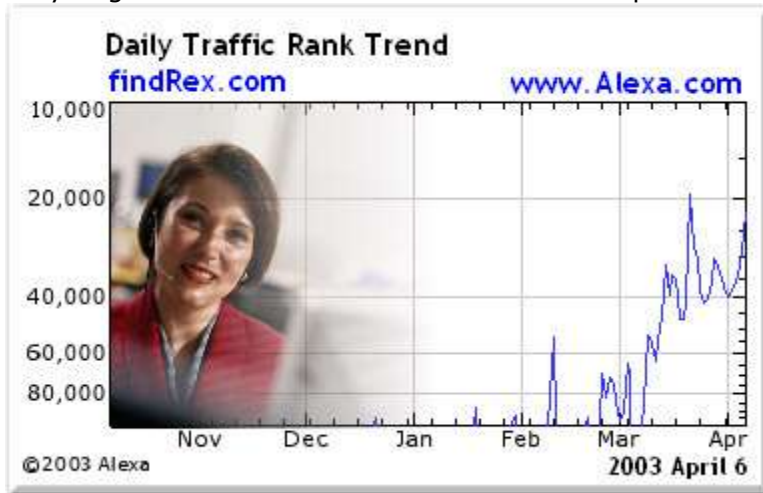 Daily Traffic Rank Trend
findRex.com www.Alexa.com
10,000
20,000
40,000
60,000
80,000
Nov Dec Jan Feb Mar Apr
©2003 Alexa 2003 April 6